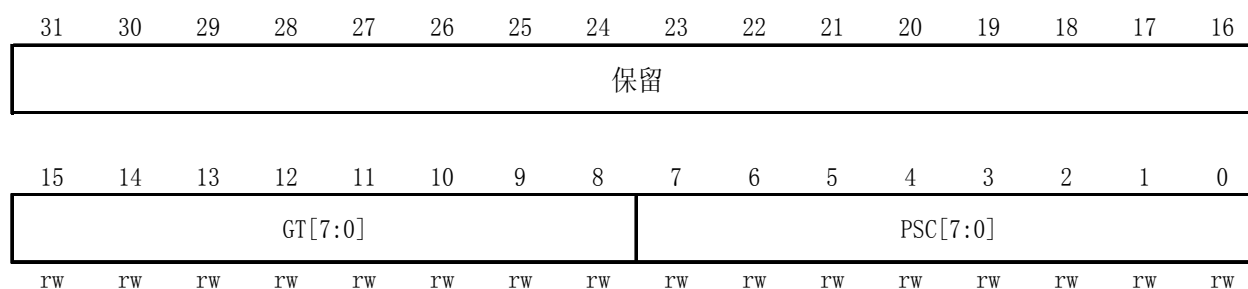 31 30 29 28 27 26 25 24 23 22 21 20 19 18 17 16
保留
15 14 13 12 11 10 9 8 7 6 5 4 3 2 1 0
GT[7:0] PSC[7:0]
rw rw rw rw rw rw rw rw rw rw rw rw rw rw rw rw